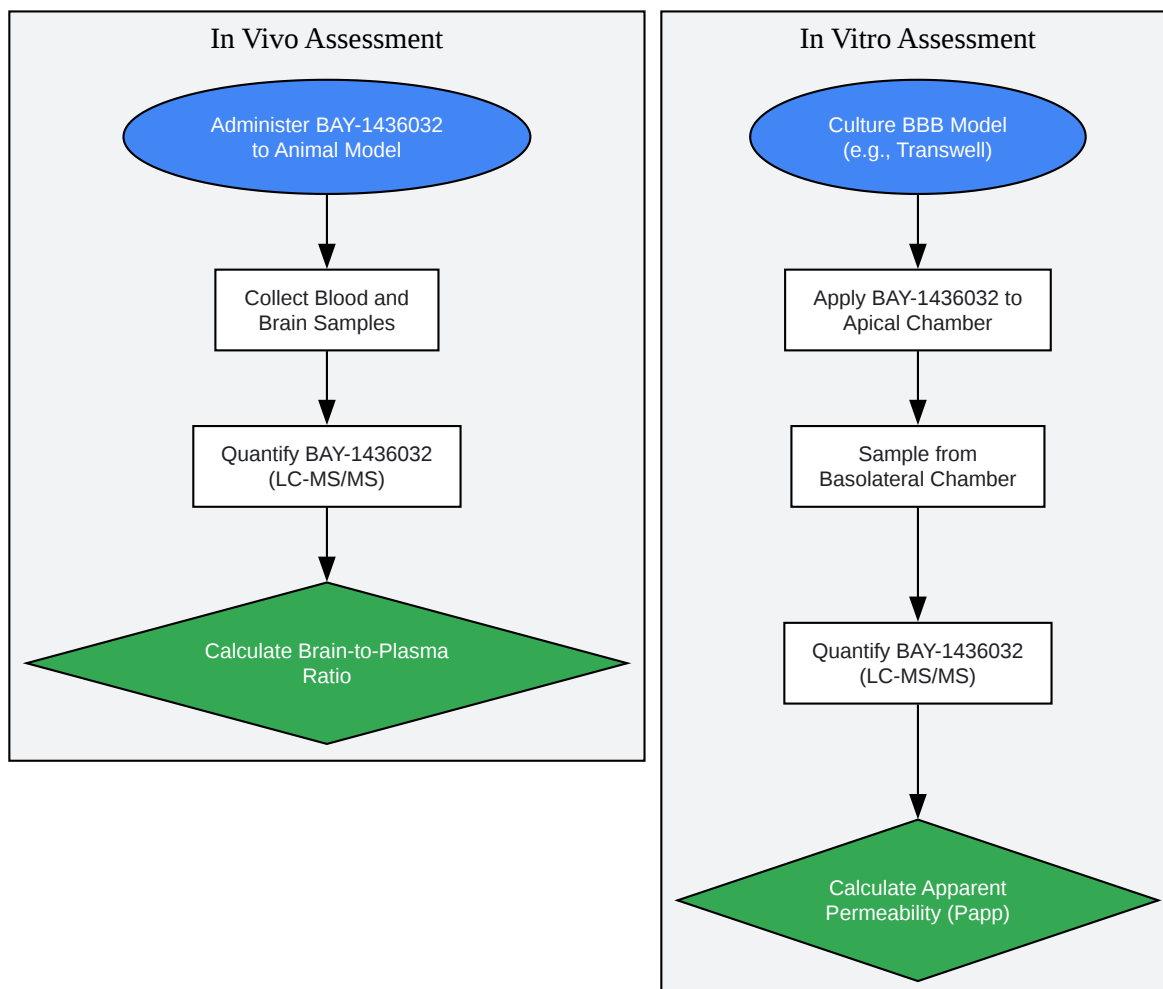 In Vivo Assessment
Administer BAY-1436032
to Animal Model
Collect Blood and
Brain Samples
Quantify BAY-1436032
(LC-MS/MS)
Calculate Brain-to-Plasma
Ratio
In Vitro Assessment
Culture BBB Model
(e.g., Transwell)
Apply BAY-1436032 to
Apical Chamber
Sample from
Basolateral Chamber
Quantify BAY-1436032
(LC-MS/MS)
Calculate Apparent
Permeability (Papp)